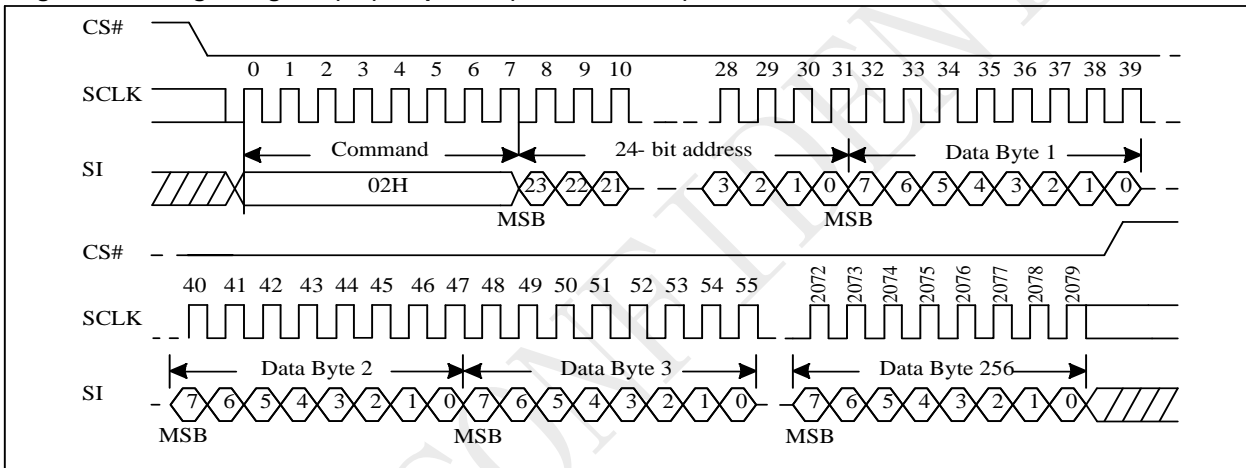 CS#
0 1 2 3 4 5 6 7 8 9 10 28 29 30 31 32 33 34 35 36 37 38 39
SCLK
Command 24- bit address Data Byte 1
SI
02H 23 22 21 3 2 1 0 7 6 5 4 3 2 1 0
MSB MSB
CS#
40 41 42 43 44 45 46 47 48 49 50 51 52 53 54 55 2072 2073 2074 2075 2076 2077 2078 2079
SCLK
Data Byte 2 Data Byte 3 Data Byte 256
SI
7 6 5 4 3 2 1 0 7 6 5 4 3 2 1 0 7 6 5 4 3 2 1 0
MSB MSB MSB